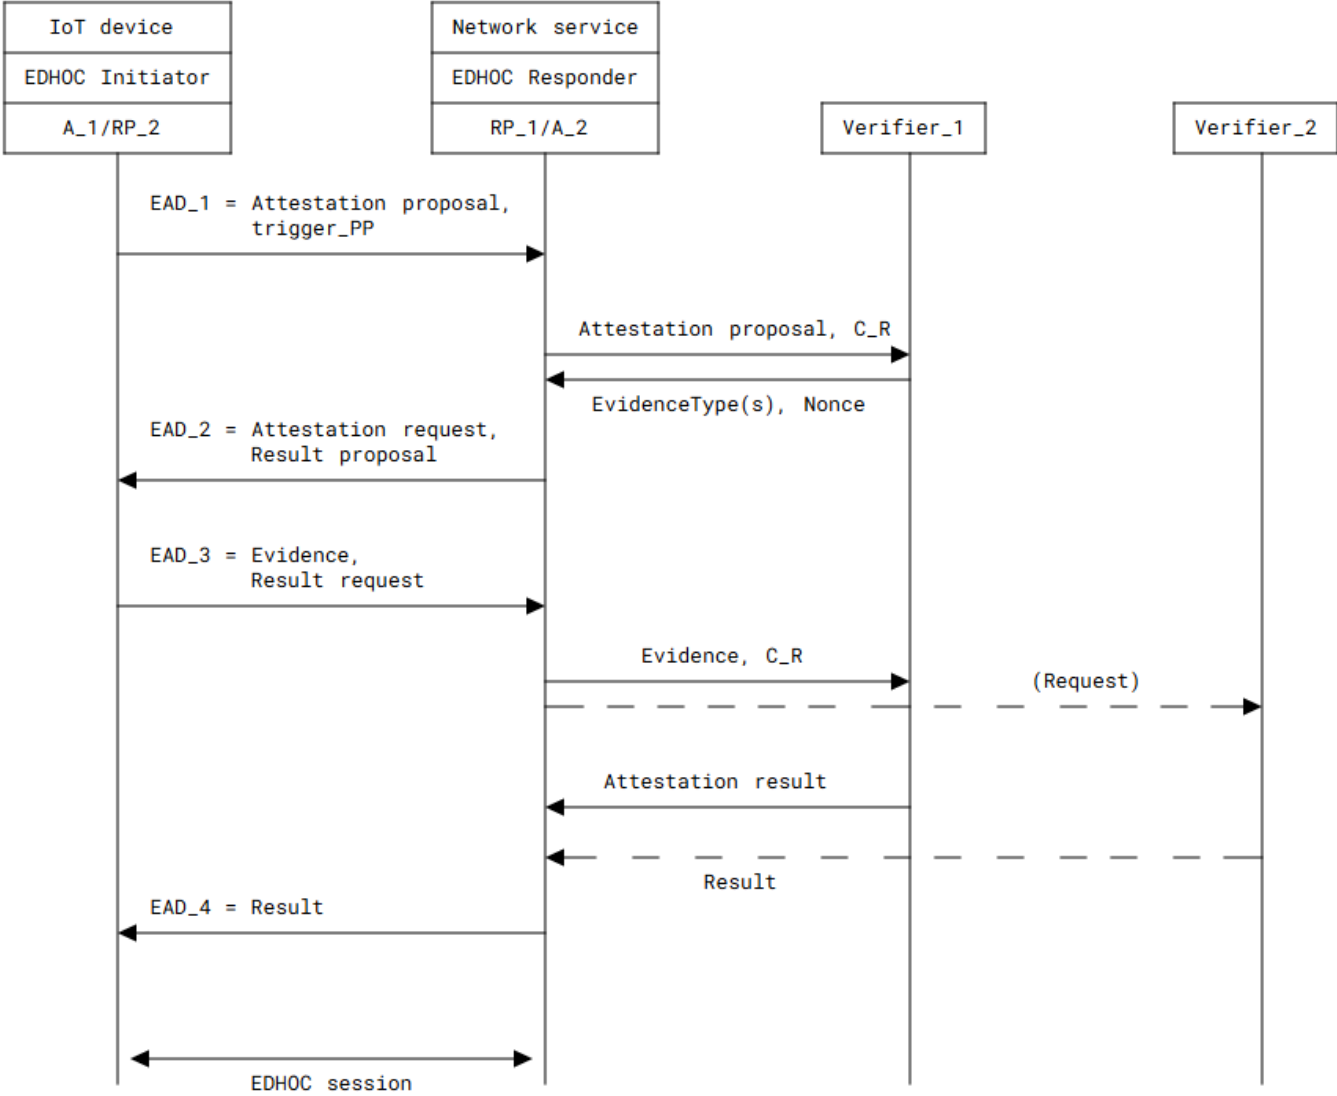 IoT device
Network service
EDHOC Initiator
EDHOC Responder
A_1/RP_2
RP_1/A_2
Verifier_1
Verifier_2
EAD_1 = Attestation proposal,
trigger_PP
Attestation proposal, C_R
EvidenceType(s), Nonce
EAD_2 = Attestation request,
Result proposal
EAD_3 = Evidence,
Result request
Evidence, C_R
(Request)
Attestation result
Result
EAD_4 = Result
EDHOC session